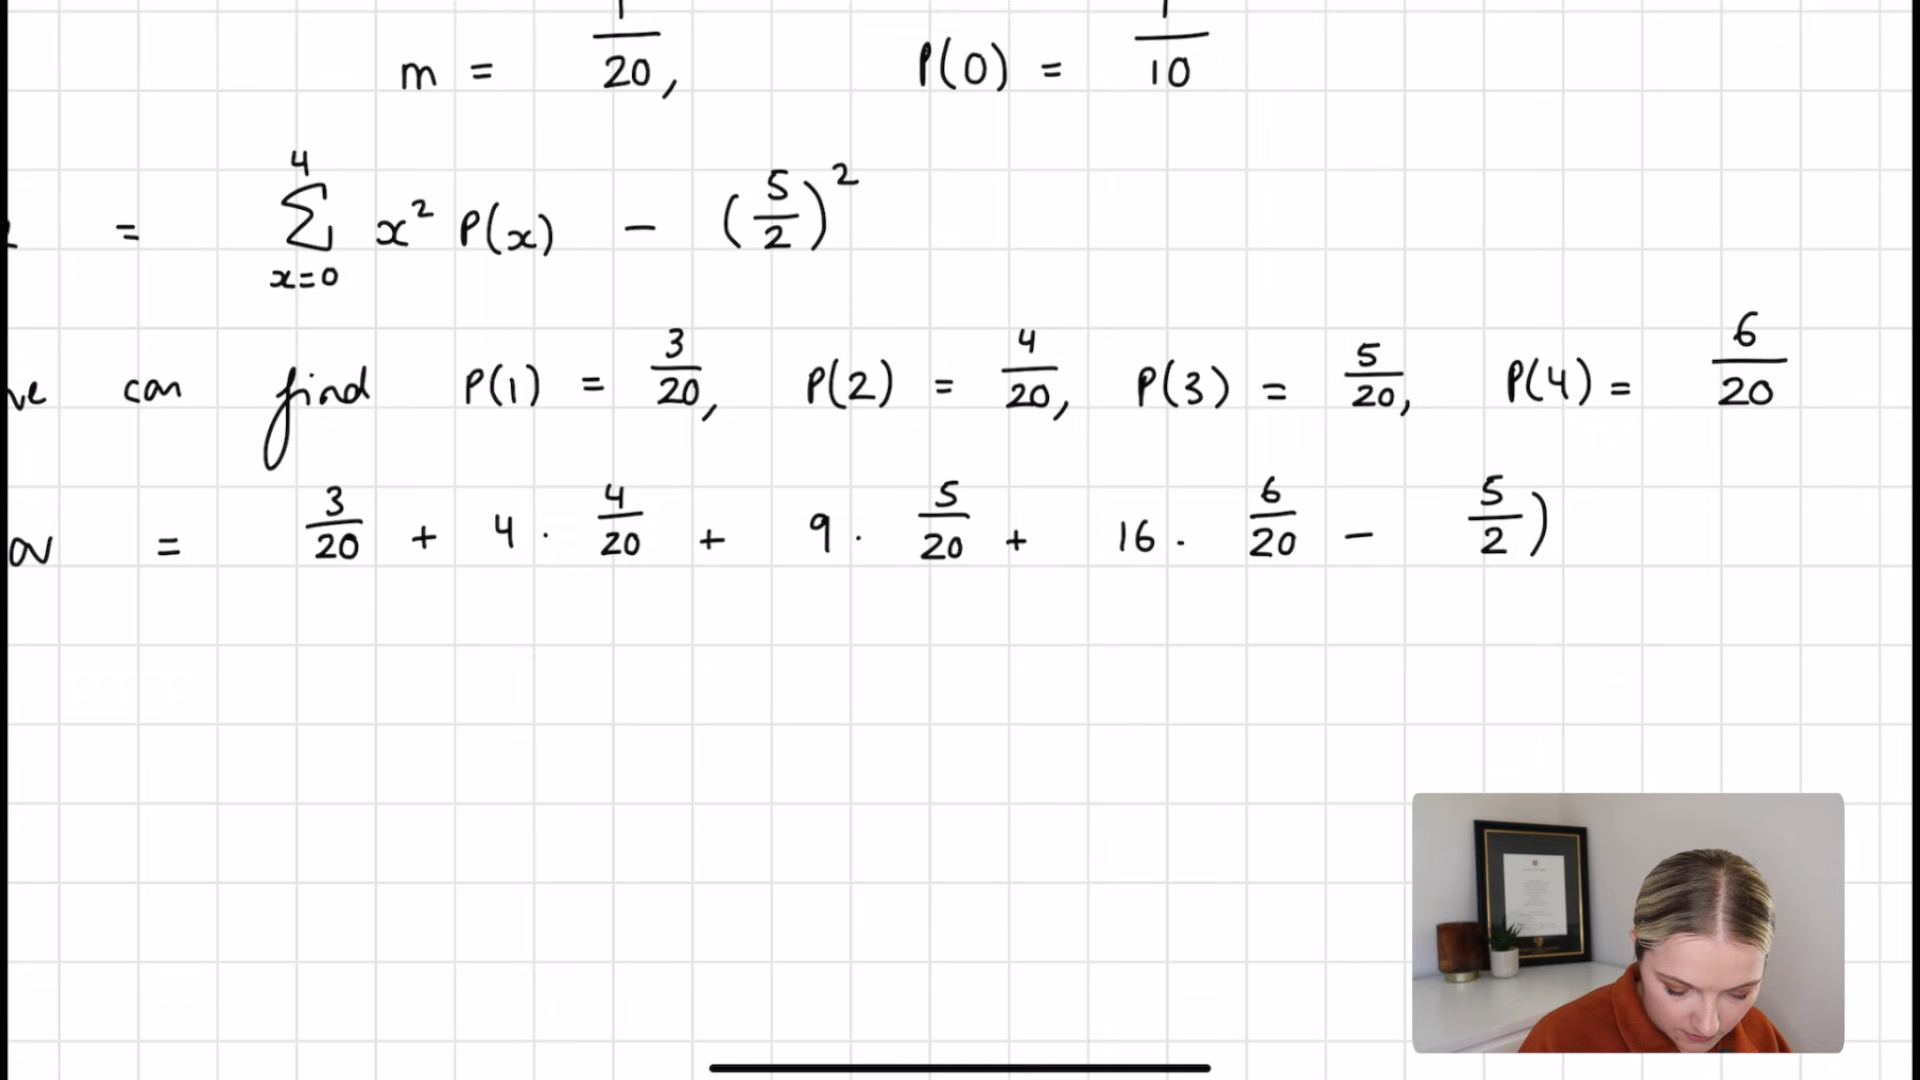 m = 1/20, P(0) = 1/10
= ∑_{x=0}^{4} x² P(x) - (5/2)²
can find P(1) = 3/20, P(2) = 4/20, P(3) = 5/20, P(4) = 6/20
= 3/20 + 4 · 4/20 + 9 · 5/20 + 16 · 6/20 - 5/2)